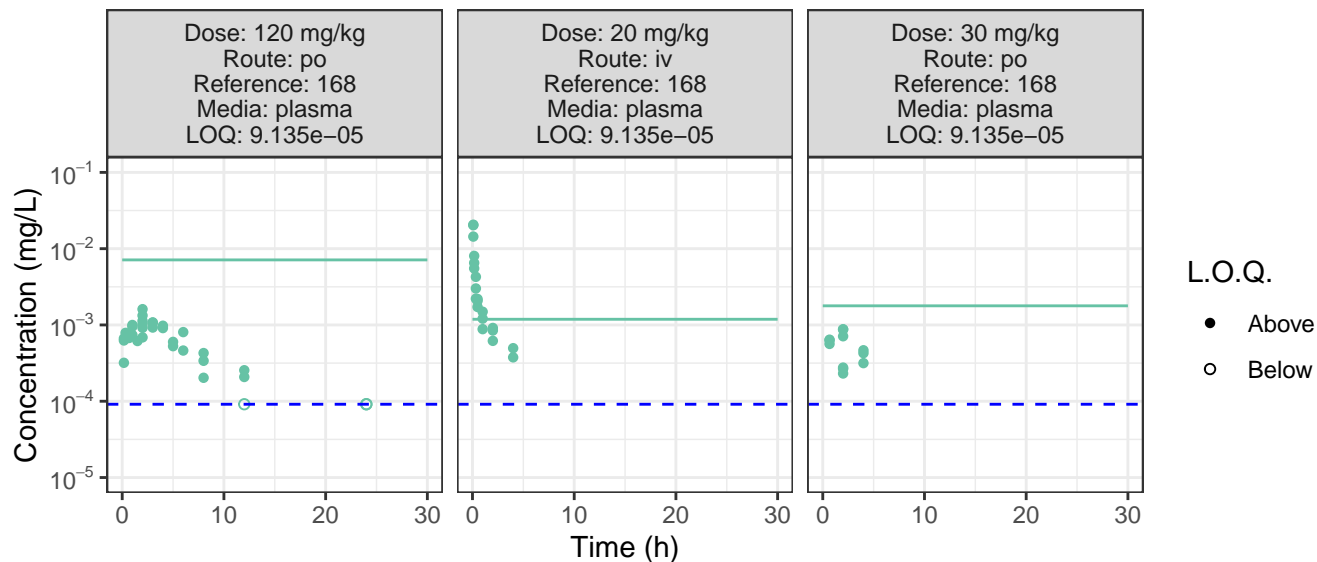 Dose: 120 mg/kg
Route: po
Reference: 168
Media: plasma
LOQ: 9.135e−05
Dose: 20 mg/kg
Route: iv
Reference: 168
Media: plasma
LOQ: 9.135e−05
Dose: 30 mg/kg
Route: po
Reference: 168
Media: plasma
LOQ: 9.135e−05
Concentration (mg/L)
10⁻¹
10⁻²
10⁻³
10⁻⁴
10⁻⁵
0 10 20 30
0 10 20 30
0 10 20 30
Time (h)
L.O.Q.
Above
Below